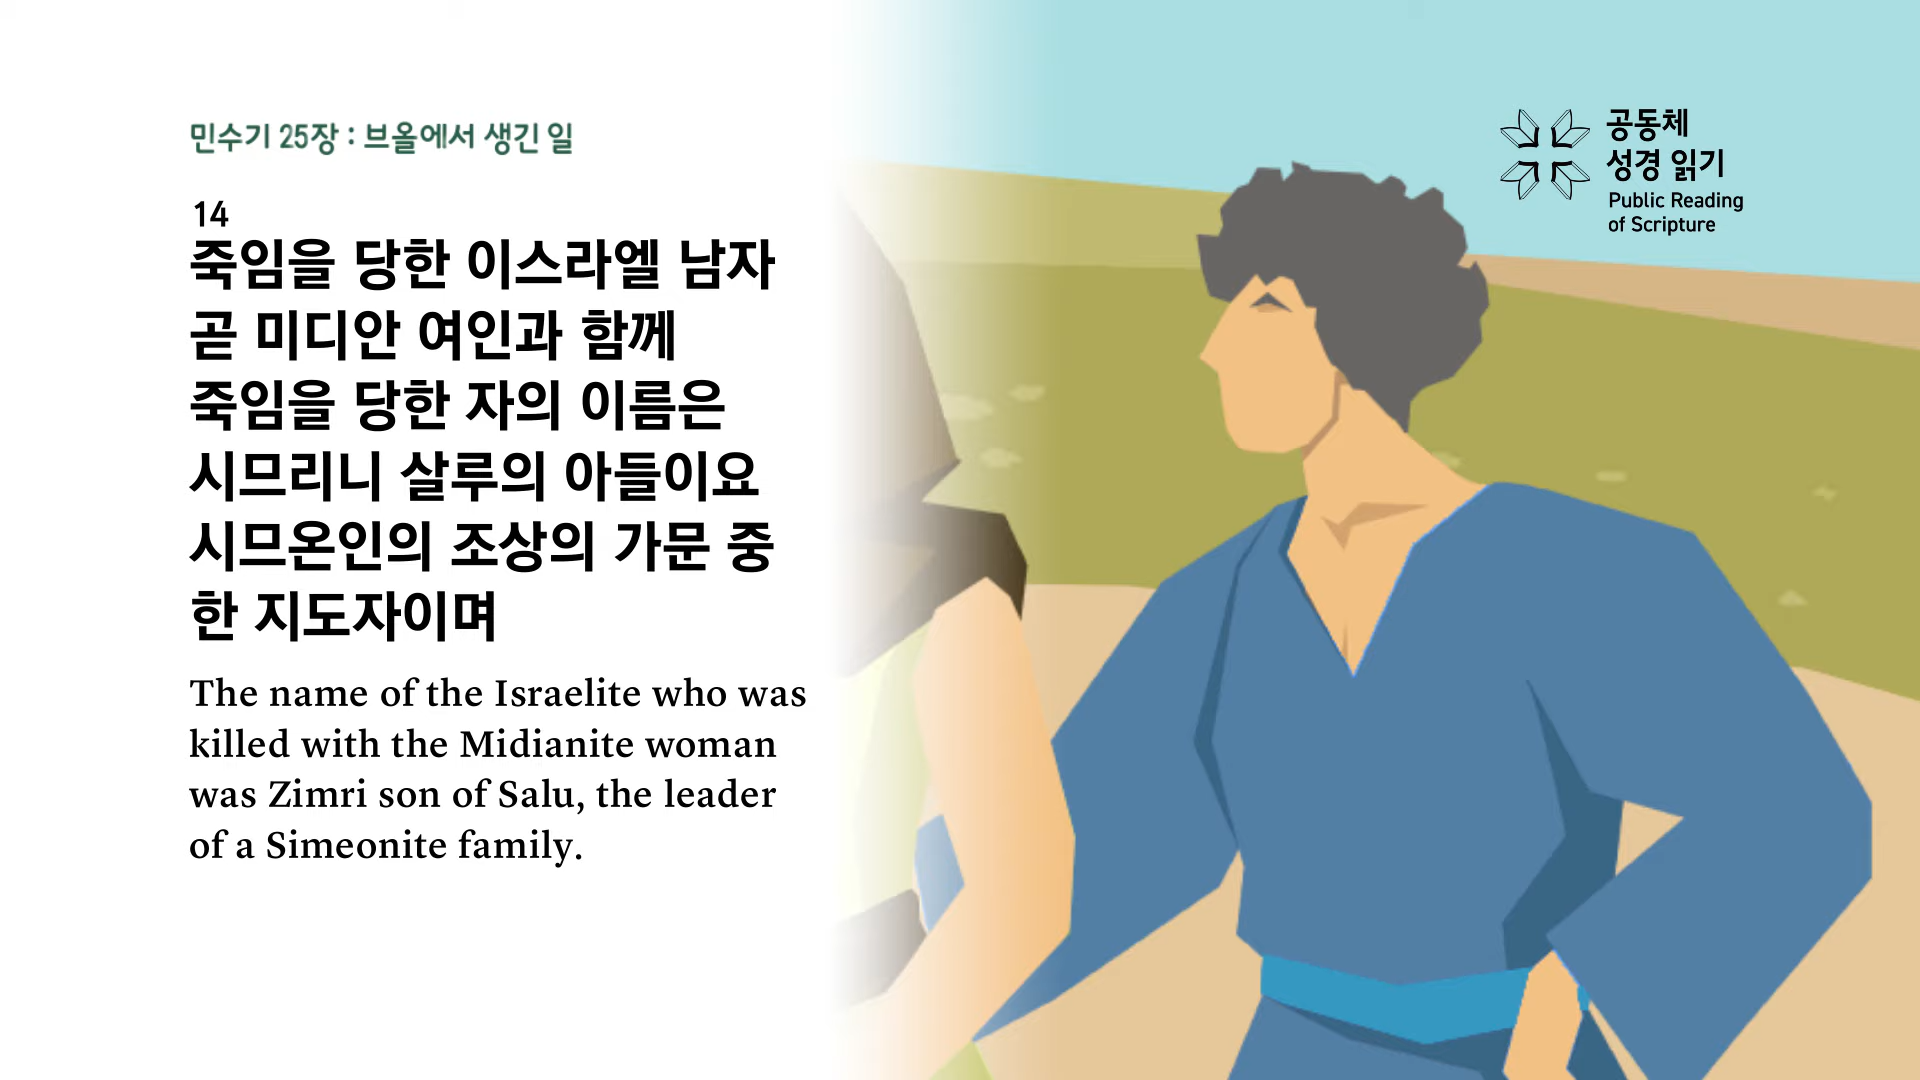 민수기 25장 : 브올에서 생긴 일
14
죽임을 당한 이스라엘 남자
곧 미디안 여인과 함께
죽임을 당한 자의 이름은
시므리니 살루의 아들이요
시므온인의 조상의 가문 중
한 지도자이며
The name of the Israelite who was
killed with the Midianite woman
was Zimri son of Salu, the leader
of a Simeonite family.
공동체
성경 읽기
Public Reading
of Scripture